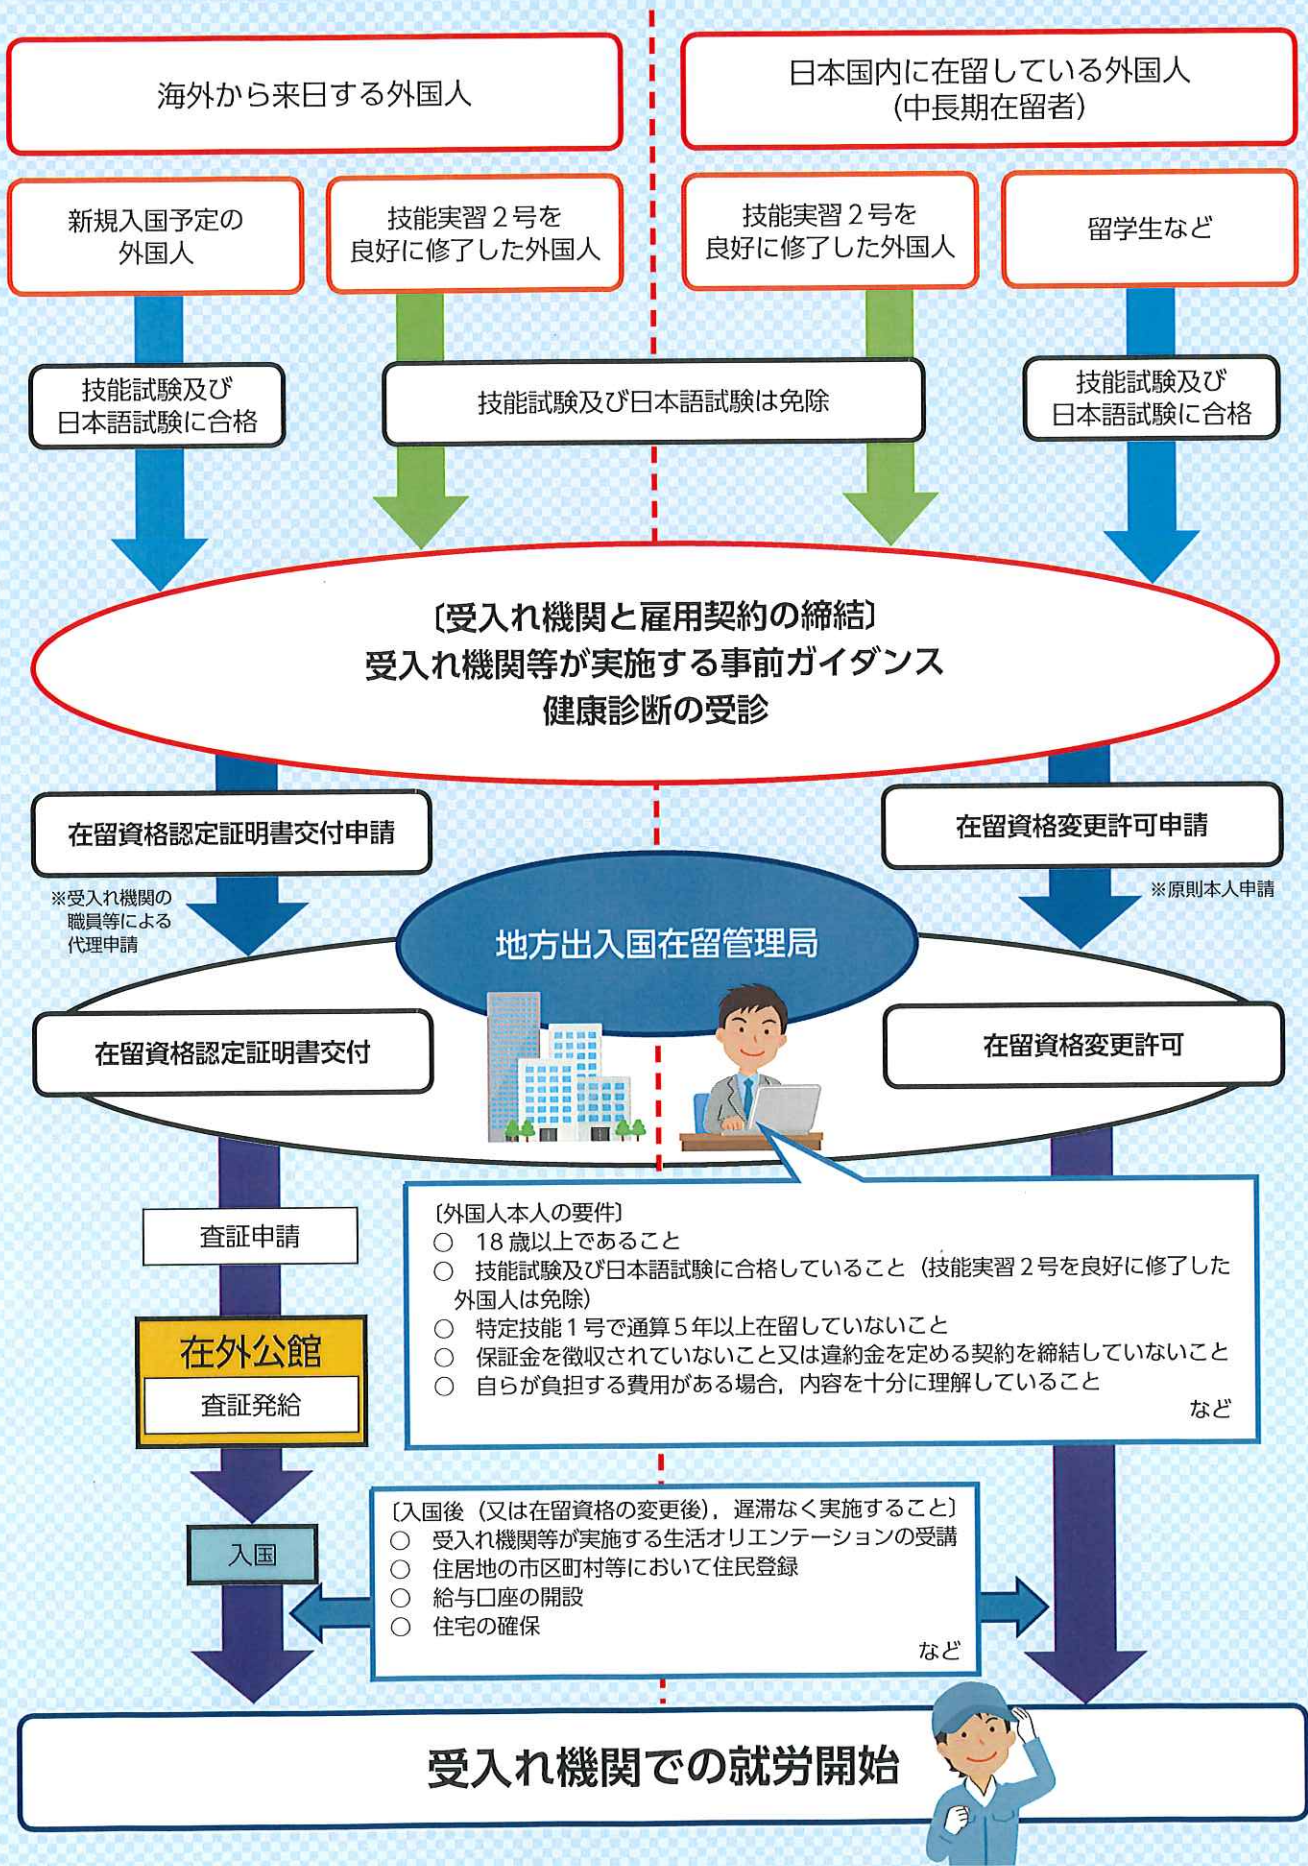 海外から来日する外国人
日本国内に在留している外国人
(中長期在留者)
新規入国予定の
外国人
技能実習２号を
良好に修了した外国人
技能実習２号を
良好に修了した外国人
留学生など
技能試験及び
日本語試験に合格
技能試験及び日本語試験は免除
技能試験及び
日本語試験に合格
〔受入れ機関と雇用契約の締結〕
受入れ機関等が実施する事前ガイダンス
健康診断の受診
在留資格認定証明書交付申請
※受入れ機関の
職員等による
代理申請
在留資格変更許可申請
※原則本人申請
地方出入国在留管理局
在留資格認定証明書交付
在留資格変更許可
査証申請
在外公館
査証発給
〔外国人本人の要件〕
○ 18 歳以上であること
○ 技能試験及び日本語試験に合格していること（技能実習２号を良好に修了した
外国人は免除）
○ 特定技能１号で通算５年以上在留していないこと
○ 保証金を徴収されていないこと又は違約金を定める契約を締結していないこと
○ 自らが負担する費用がある場合，内容を十分に理解していること
など
入国
〔入国後（又は在留資格の変更後），遅滞なく実施すること〕
○ 受入れ機関等が実施する生活オリエンテーションの受講
○ 住居地の市区町村等において住民登録
○ 給与口座の開設
○ 住宅の確保
など
受入れ機関での就労開始